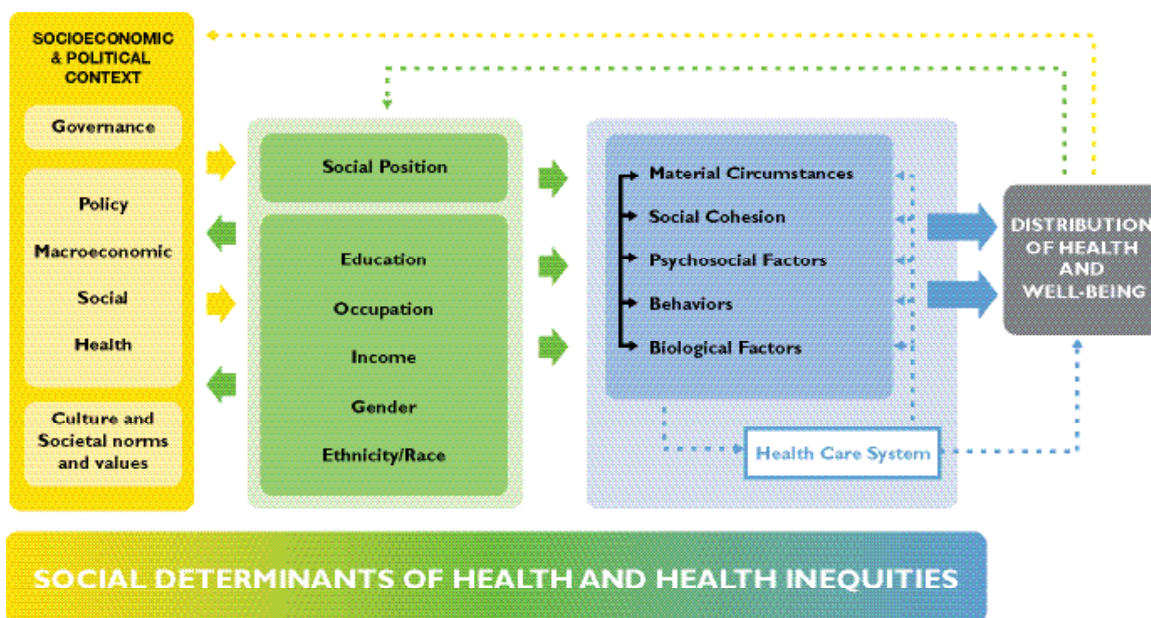 SOCIOECONOMIC
& POLITICAL
CONTEXT
Governance
Policy
Macroeconomic
Social
Health
Culture and
Societal norms
and values
Social Position
Education
Occupation
Income
Gender
Ethnicity/Race
Material Circumstances
Social Cohesion
Psychosocial Factors
Behaviors
Biological Factors
Health Care System
DISTRIBUTION
OF HEALTH
AND
WELL-BEING
SOCIAL DETERMINANTS OF HEALTH AND HEALTH INEQUITIES